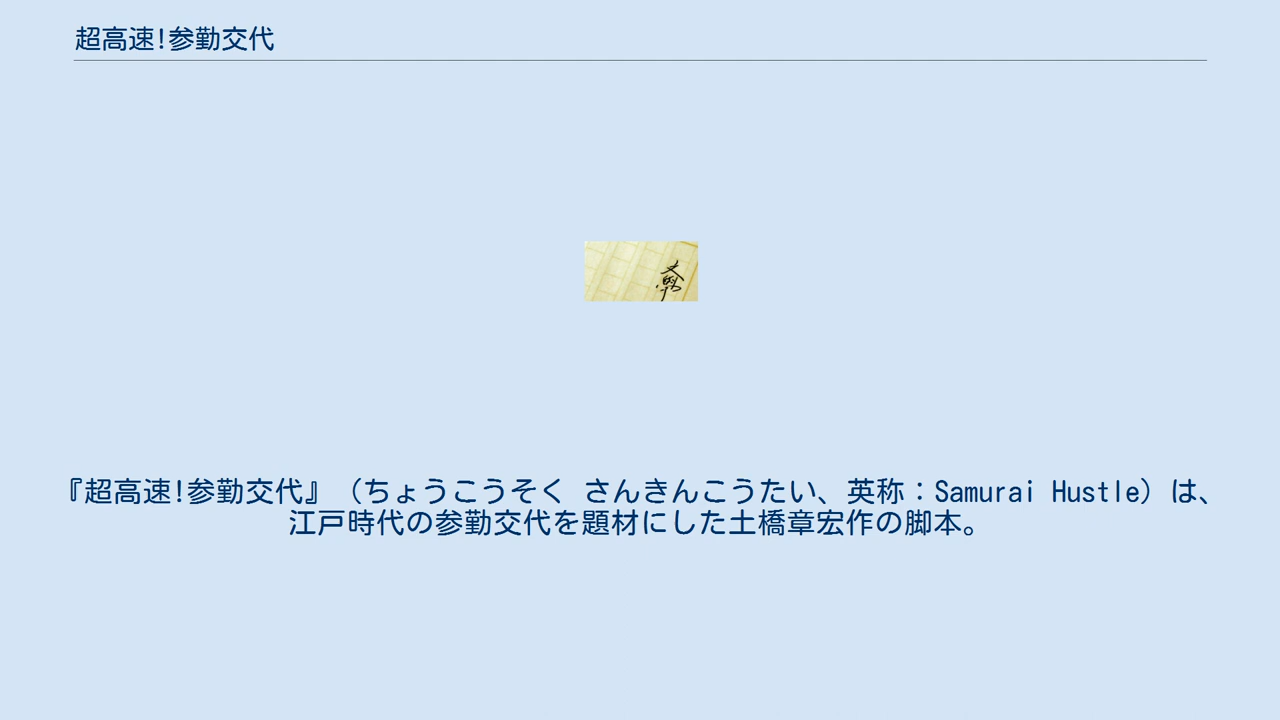 超高速!参勤交代
『超高速!参勤交代』（ちょうこうそく さんきんこうたい、英称：Samurai Hustle）は、
江戸時代の参勤交代を題材にした土橋章宏作の脚本。